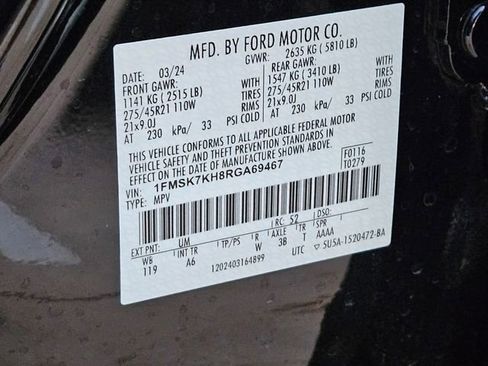 MFD. BY FORD MOTOR CO.
DATE: 03/24 GVWR: 2635 KG (5810 LB)
FRONT GAWR: REAR GAWR:
1141 KG (2515 LB) WITH 1547 KG (3410 LB) WITH
275/45R21 110W TIRES 275/45R21 110W TIRES
21x9.0J RIMS 21x9.0J RIMS
AT 230 kPa/ 33 PSI COLD AT 230 kPa/ 33 PSI COLD
THIS VEHICLE CONFORMS TO ALL APPLICABLE FEDERAL MOTOR
VEHICLE SAFETY AND THEFT PREVENTION STANDARDS IN
EFFECT ON THE DATE OF MANUFACTURE SHOWN ABOVE.
VIN: 1FMSK7KH8RGA69467 F0116
TYPE: MPV T0279
EXT PNT: UM RC: 52 DSO:
WB INT TR TP/PS R AXLE TR
119 A6 W 3B T AAAA
1202403164899 UTC 5U5A-1520472-BA